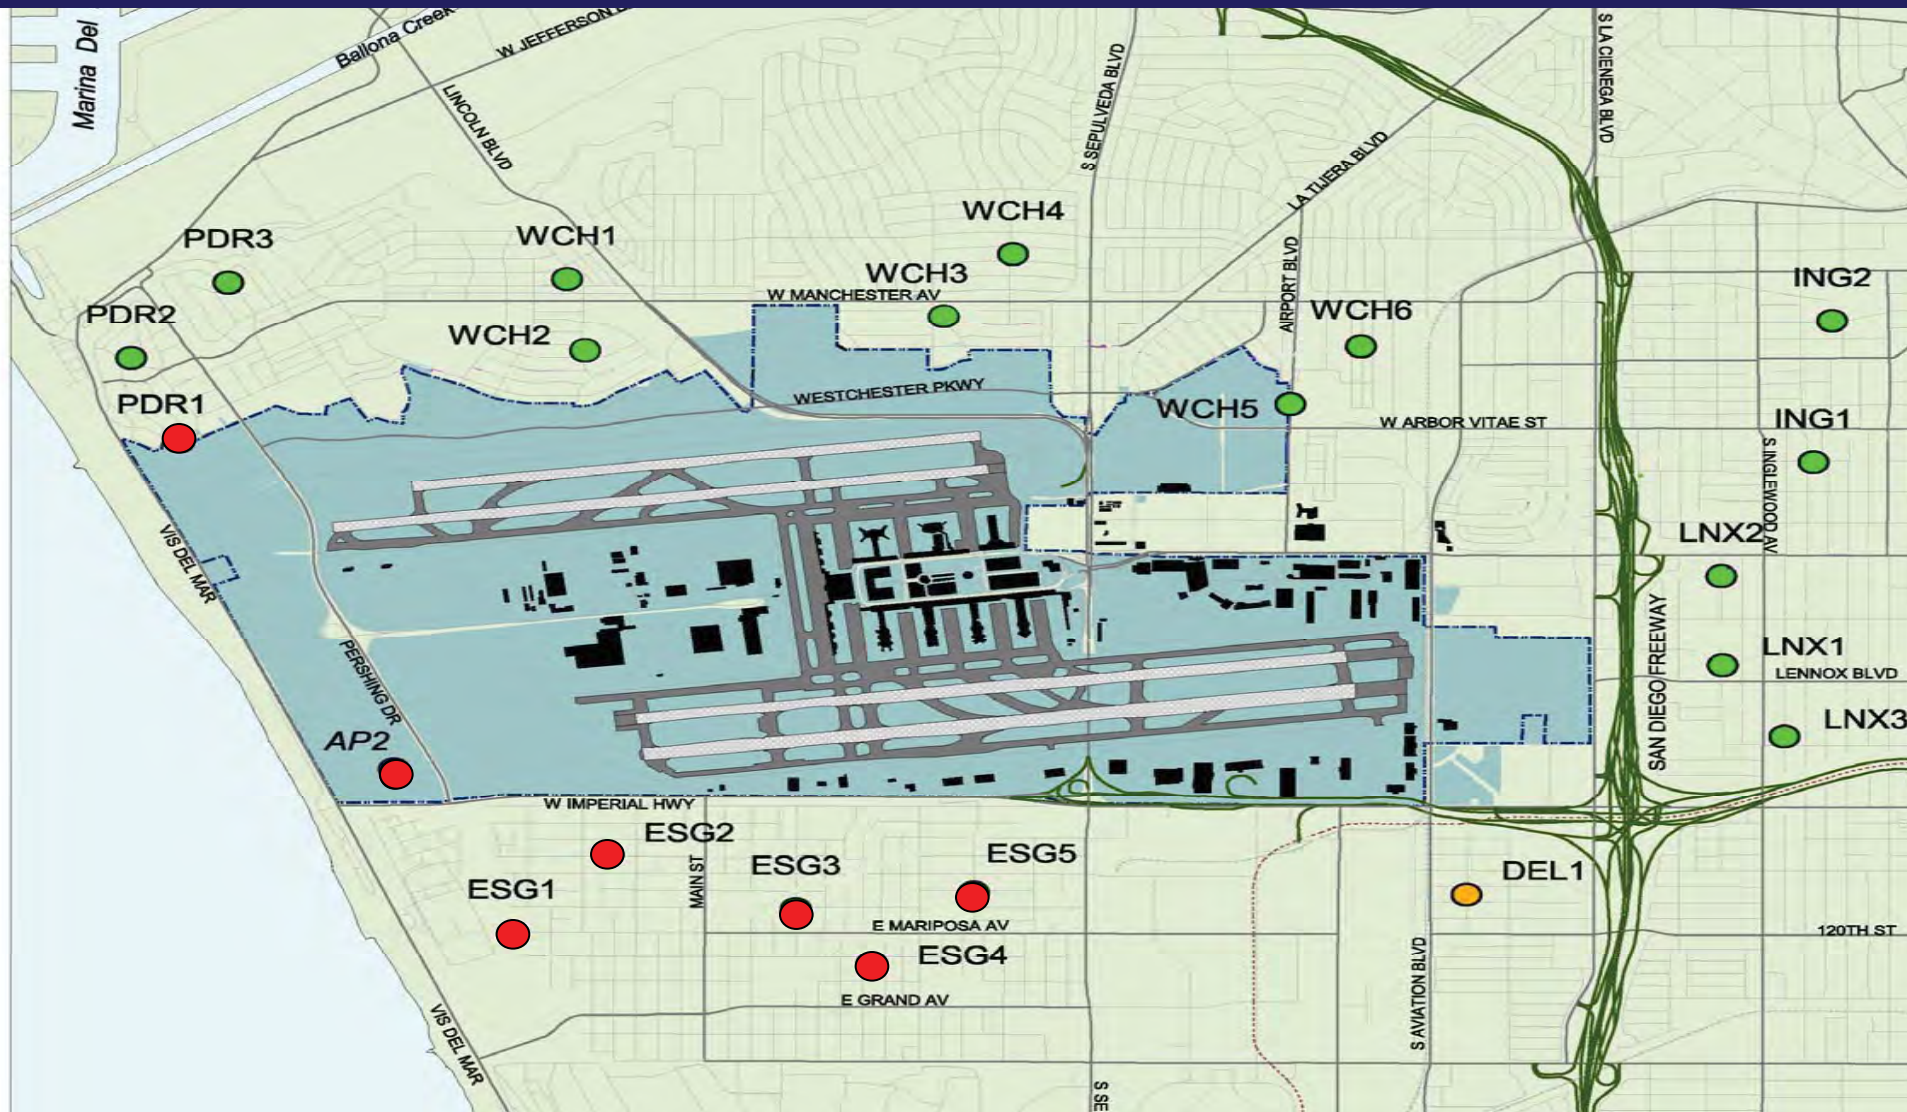 Marina Del
Ballona Creek
W JEFFERSON
LINCOLN BLVD
S SEPULVEDA BLVD
LA TIJERA BLVD
S LA CIENEGA BLVD
PDR3
WCH1
WCH4
WCH3
W MANCHESTER AV
AIRPORT BLVD
ING2
PDR2
WCH2
WCH6
PDR1
WESTCHESTER PKWY
WCH5
W ARBOR VITAE ST
ING1
S INGLEWOOD AV
LNX2
VIS DEL MAR
PERSHING DR
SAN DIEGO FREEWAY
LNX1
LENNOX BLVD
LNX3
AP2
W IMPERIAL HWY
ESG2
MAIN ST
ESG3
ESG5
DEL1
ESG1
E MARIPOSA AV
120TH ST
ESG4
E GRAND AV
S AVIATION BLVD
VIS DEL MAR
S SE